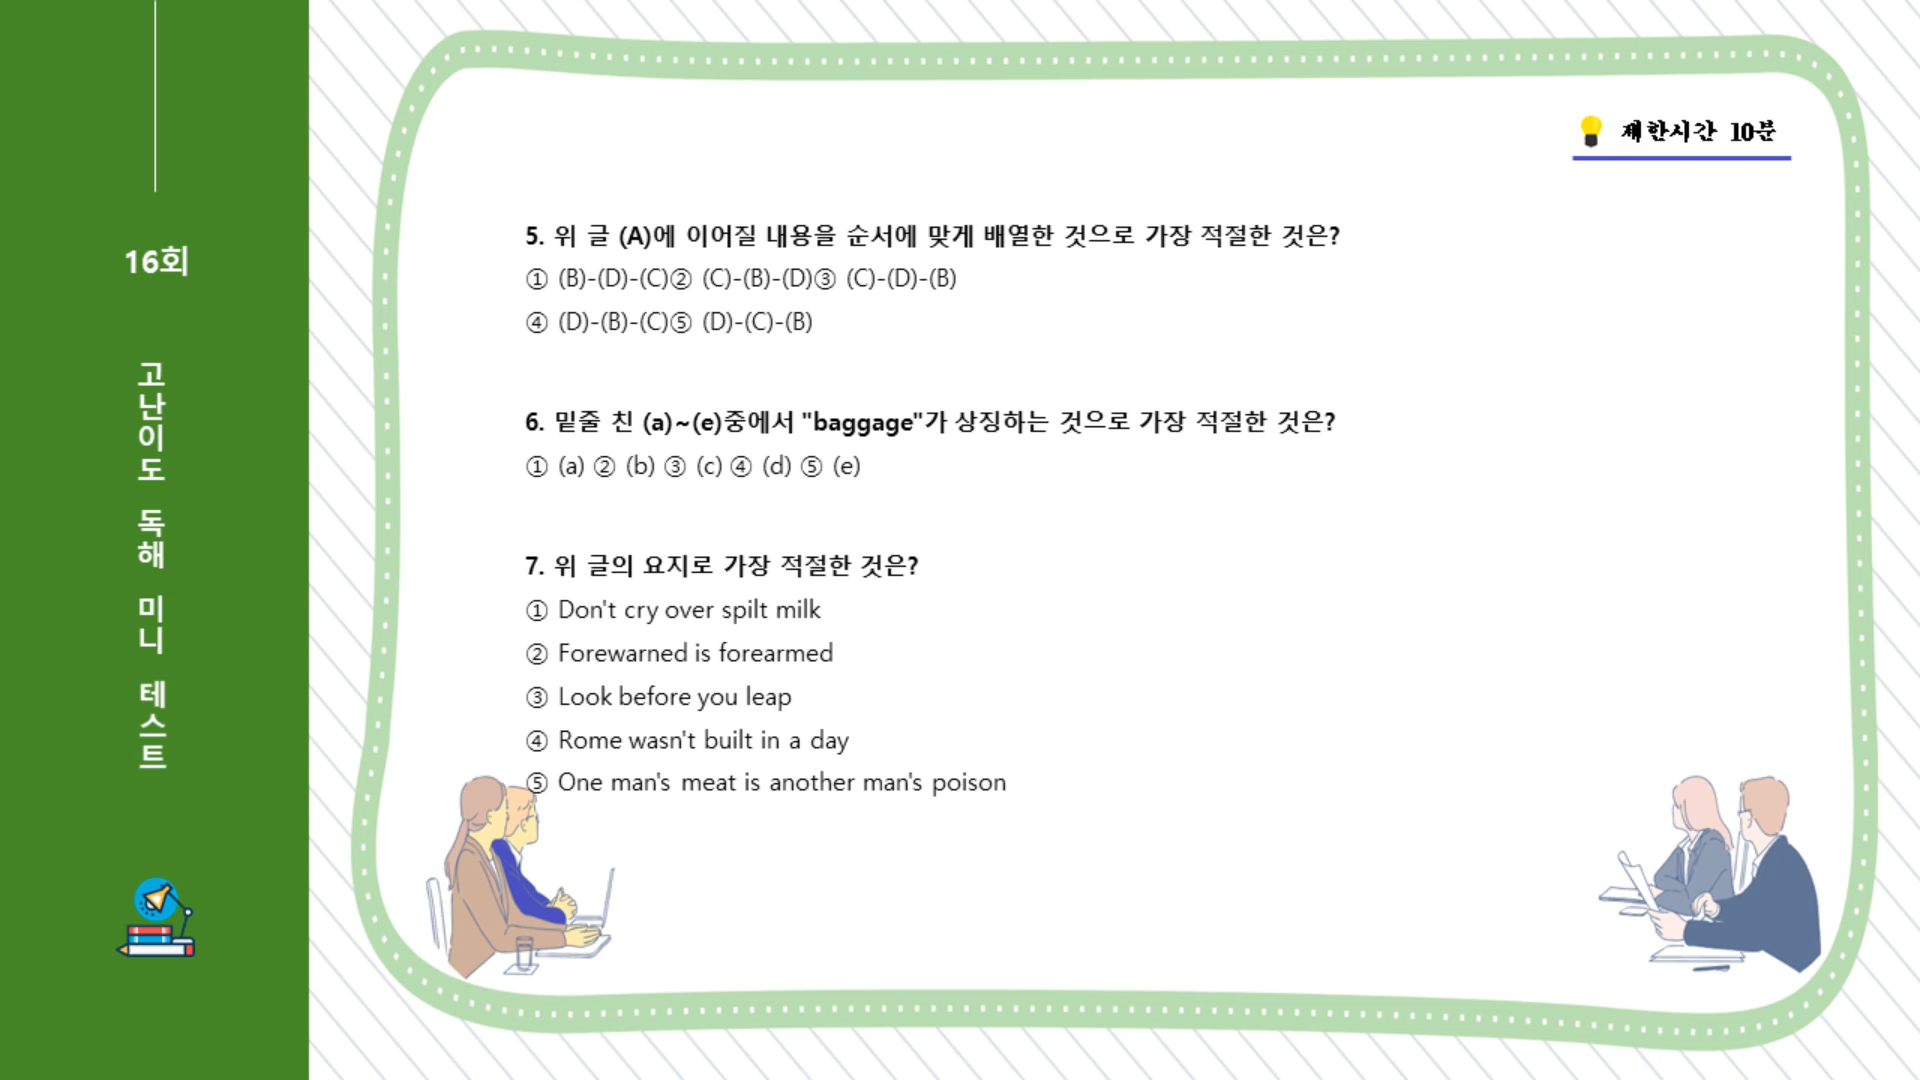 16회
고난이도 독해 미니 테스트
제한시간 10분
5. 위 글 (A)에 이어질 내용을 순서에 맞게 배열한 것으로 가장 적절한 것은?
① (B)-(D)-(C)② (C)-(B)-(D)③ (C)-(D)-(B)
④ (D)-(B)-(C)⑤ (D)-(C)-(B)
6. 밑줄 친 (a)~(e)중에서 "baggage"가 상징하는 것으로 가장 적절한 것은?
① (a) ② (b) ③ (c) ④ (d) ⑤ (e)
7. 위 글의 요지로 가장 적절한 것은?
① Don't cry over spilt milk
② Forewarned is forearmed
③ Look before you leap
④ Rome wasn't built in a day
⑤ One man's meat is another man's poison